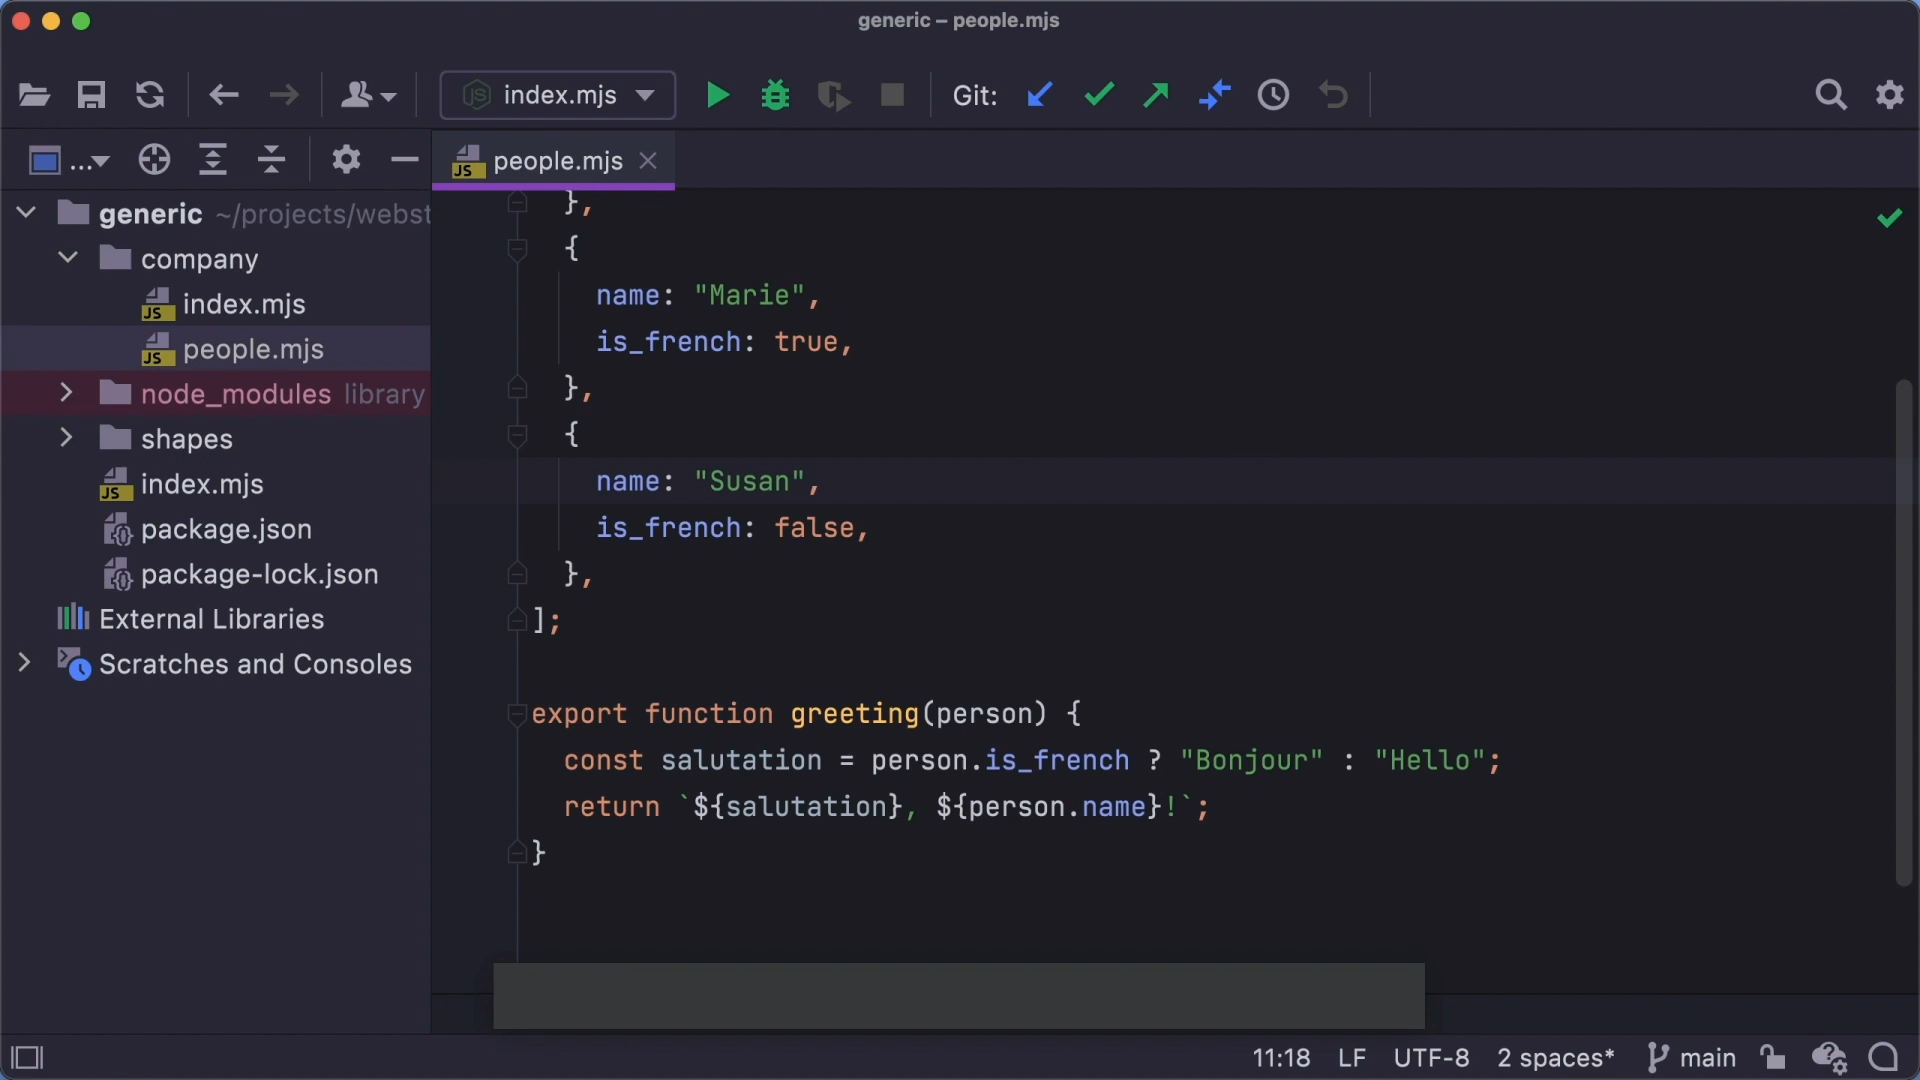 generic – people.mjs
index.mjs
Git:
...
people.mjs
generic ~/projects/webst
company
index.mjs
people.mjs
node_modules library
shapes
index.mjs
package.json
package-lock.json
External Libraries
Scratches and Consoles
},
{
name: "Marie",
is_french: true,
},
{
name: "Susan",
is_french: false,
},
];
export function greeting(person) {
const salutation = person.is_french ? "Bonjour" : "Hello";
return `${salutation}, ${person.name}!`;
}
11:18 LF UTF-8 2 spaces* main